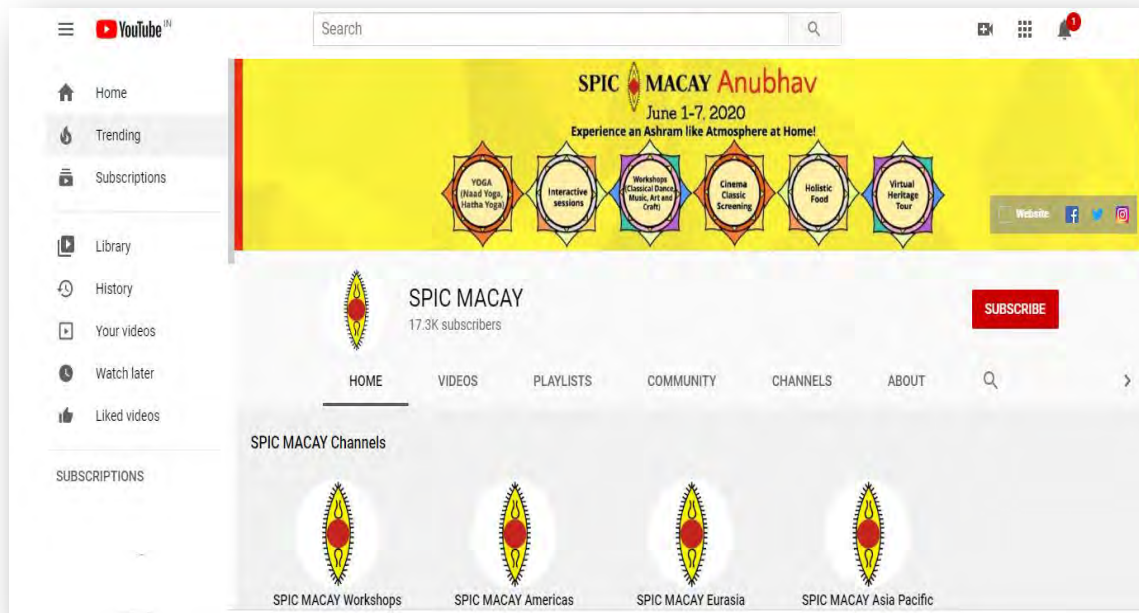 YouTube IN
Search
1
Home
Trending
Subscriptions
Library
History
Your videos
Watch later
Liked videos
SUBSCRIPTIONS
SPIC MACAY Anubhav
June 1-7, 2020
Experience an Ashram like Atmosphere at Home!
YOGA
(Naad Yoga,
Hatha Yoga)
Interactive
sessions
Workshops
(Classical Dance,
Music, Art and
Craft)
Cinema
Classic
Screening
Holistic
Food
Virtual
Heritage
Tour
Website
SPIC MACAY
17.3K subscribers
SUBSCRIBE
HOME VIDEOS PLAYLISTS COMMUNITY CHANNELS ABOUT
SPIC MACAY Channels
SPIC MACAY Workshops SPIC MACAY Americas SPIC MACAY Eurasia SPIC MACAY Asia Pacific